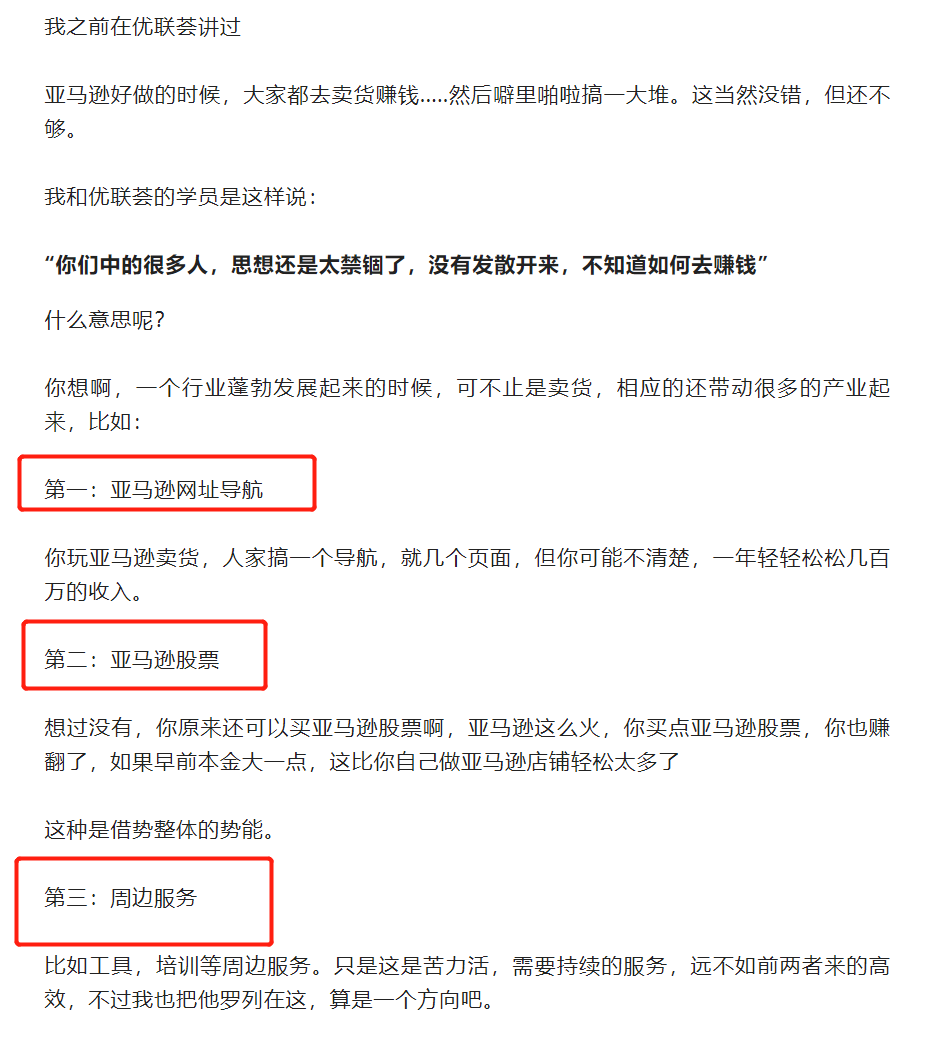 我之前在优联荟讲过
亚马逊好做的时候，大家都去卖货赚钱.....然后噼里啪啦搞一大堆。这当然没错，但还不
够。
我和优联荟的学员是这样说：
“你们中的很多人，思想还是太禁锢了，没有发散开来，不知道如何去赚钱”
什么意思呢？
你想啊，一个行业蓬勃发展起来的时候，可不止是卖货，相应的还带动很多的产业起
来，比如：
第一：亚马逊网址导航
你玩亚马逊卖货，人家搞一个导航，就几个页面，但你可能不清楚，一年轻轻松松几百
万的收入。
第二：亚马逊股票
想过没有，你原来还可以买亚马逊股票啊，亚马逊这么火，你买点亚马逊股票，你也赚
翻了，如果早前本金大一点，这比你自己做亚马逊店铺轻松太多了
这种是借势整体的势能。
第三：周边服务
比如工具，培训等周边服务。只是这是苦力活，需要持续的服务，远不如前两者来的高
效，不过我也把他罗列在这，算是一个方向吧。